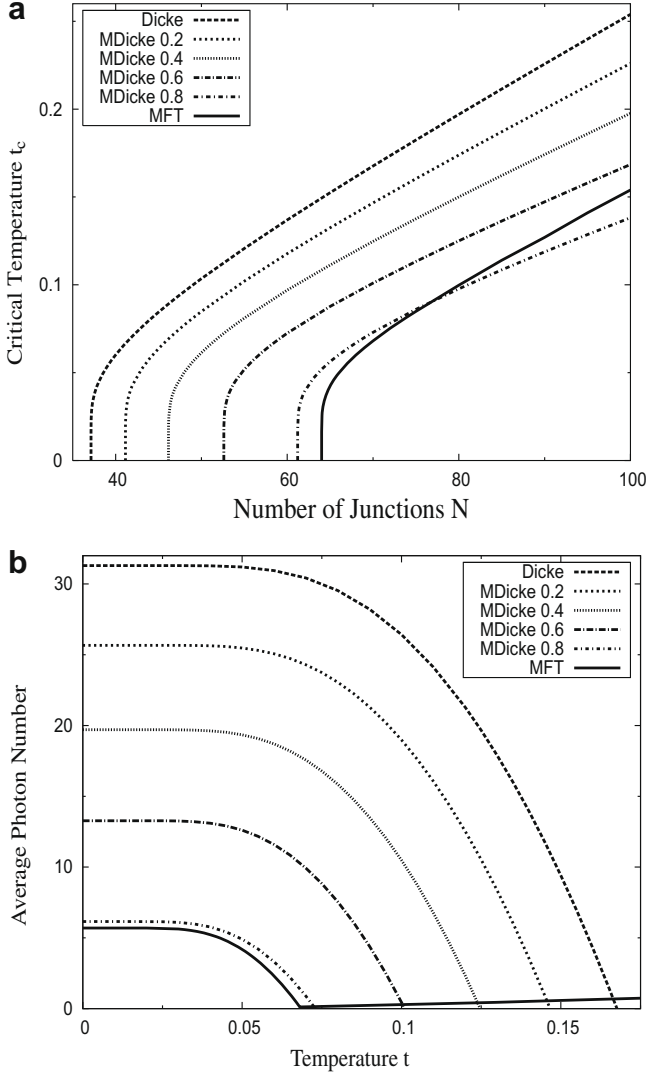 a
Dicke
MDicke 0.2
MDicke 0.4
MDicke 0.6
MDicke 0.8
MFT
Critical Temperature t_c
0.2
0.1
0
40
60
80
100
Number of Junctions N
b
Dicke
MDicke 0.2
MDicke 0.4
MDicke 0.6
MDicke 0.8
MFT
Average Photon Number
30
20
10
0
0
0.05
0.1
0.15
Temperature t